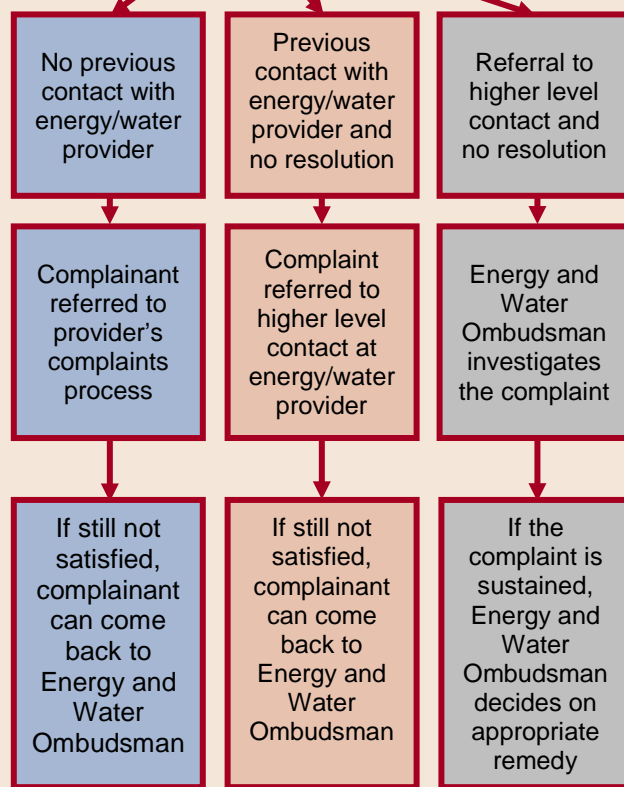 No previous
contact with
energy/water
provider
Previous
contact with
energy/water
provider and
no resolution
Referral to
higher level
contact and
no resolution
Complainant
referred to
provider's
complaints
process
Complaint
referred to
higher level
contact at
energy/water
provider
Energy and
Water
Ombudsman
investigates
the complaint
If still not
satisfied,
complainant
can come
back to
Energy and
Water
Ombudsman
If still not
satisfied,
complainant
can come
back to
Energy and
Water
Ombudsman
If the
complaint is
sustained,
Energy and
Water
Ombudsman
decides on
appropriate
remedy